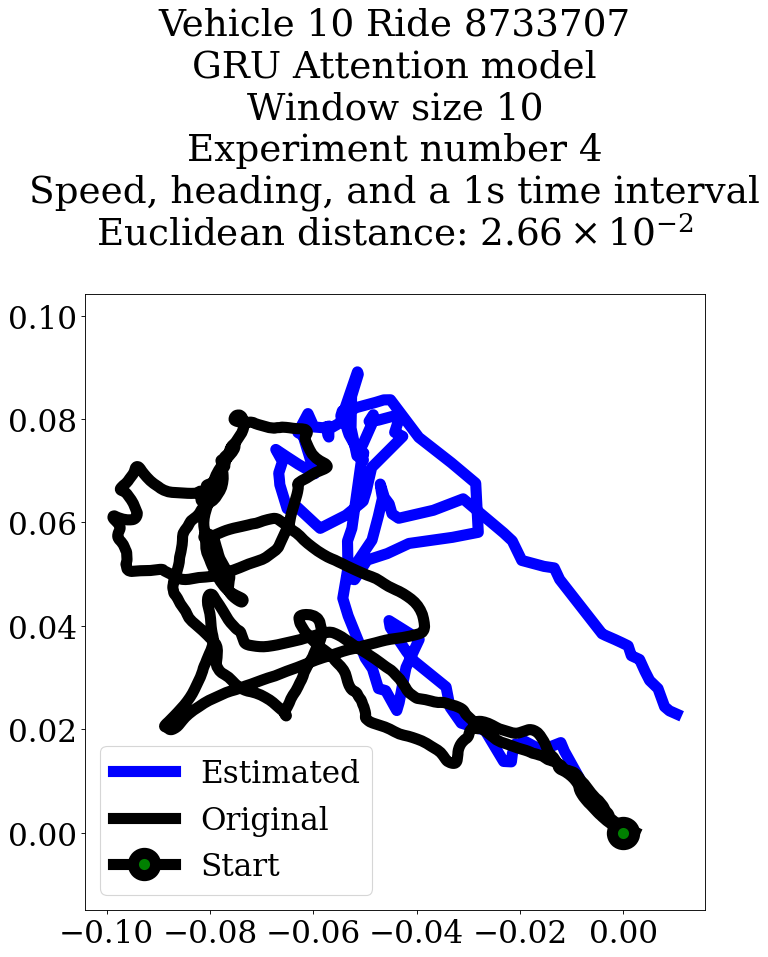 Vehicle 10 Ride 8733707
GRU Attention model
Window size 10
Experiment number 4
Speed, heading, and a 1s time interval
Euclidean distance: 2.66 × 10⁻²
0.10
0.08
0.06
0.04
0.02
0.00
Estimated
Original
Start
−0.10 −0.08 −0.06 −0.04 −0.02 0.00